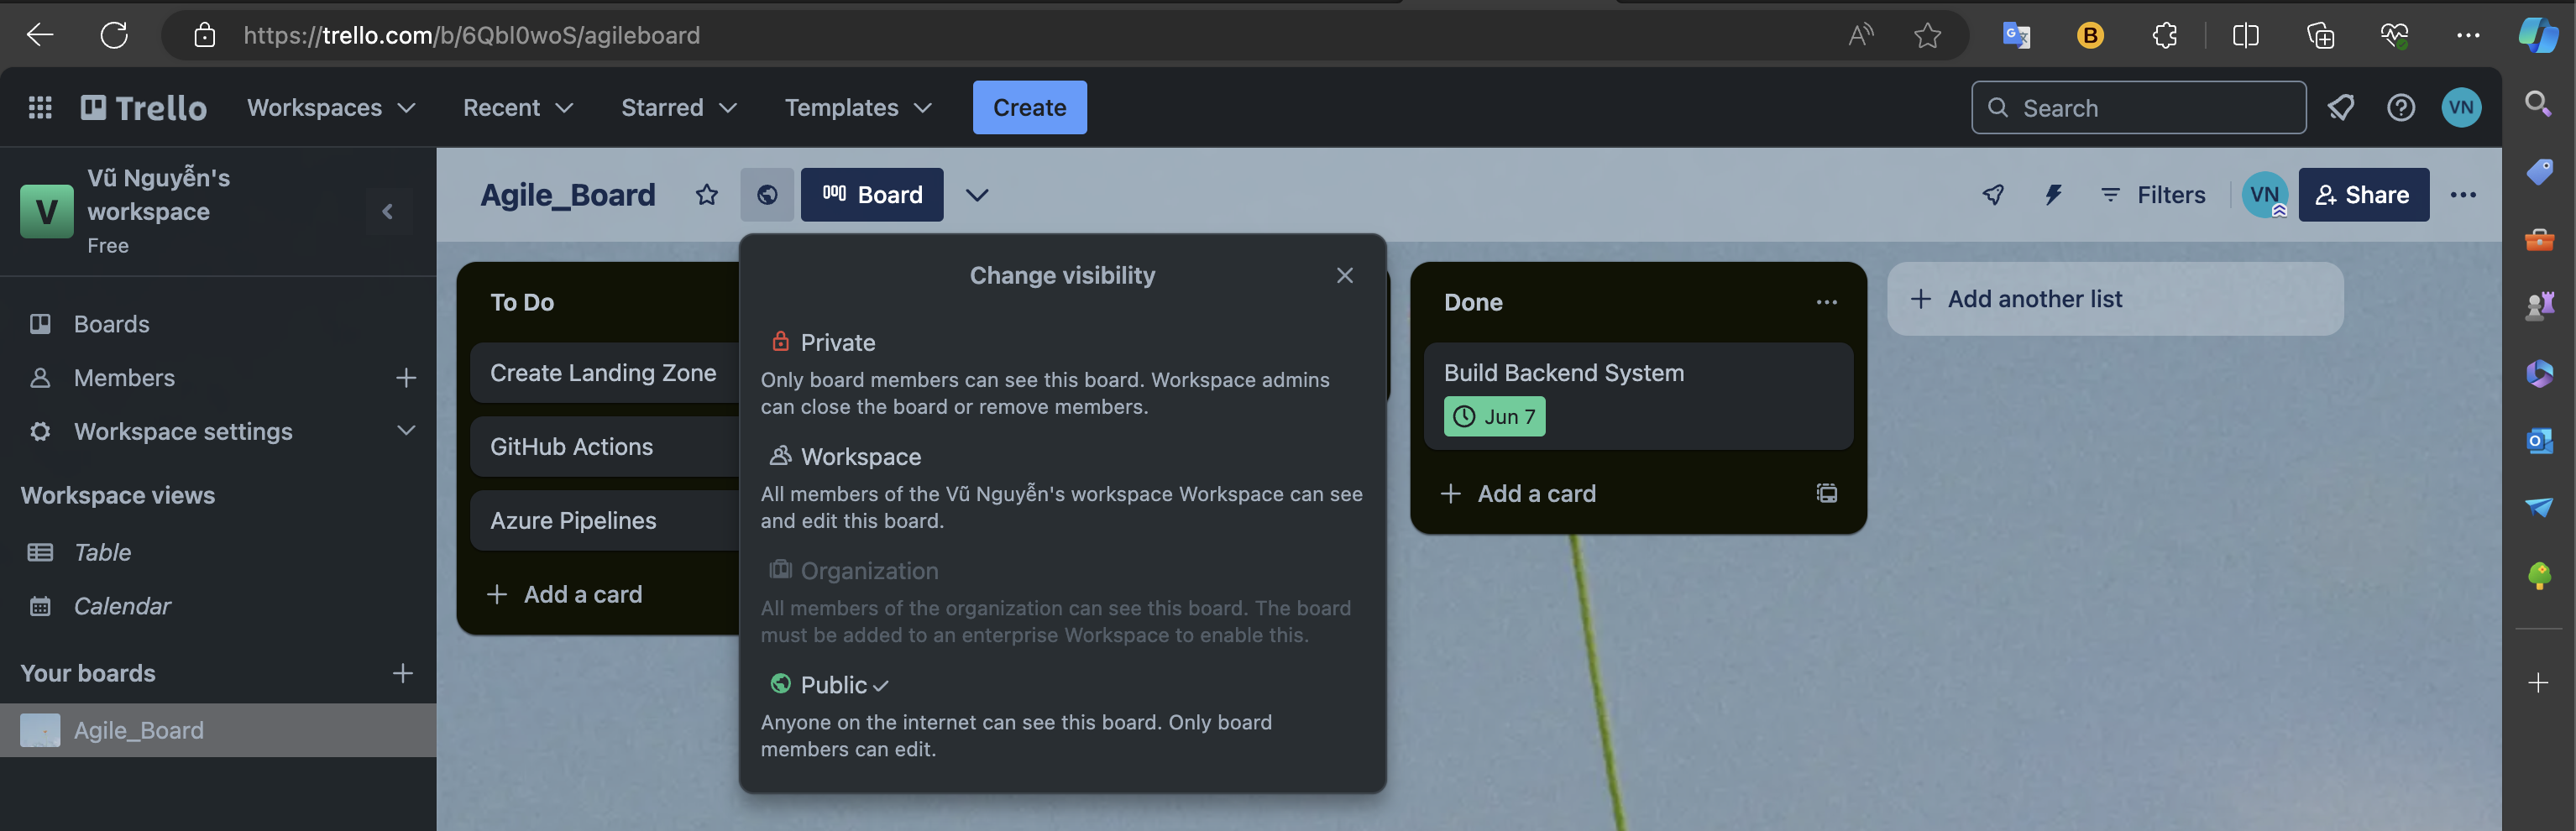 https://trello.com/b/6Qbl0woS/agileboard
B
Trello
Workspaces
Recent
Starred
Templates
Create
Search
VN
V
Vũ Nguyễn's
workspace
Free
Agile_Board
Board
Filters
VN
Share
Boards
Members
Workspace settings
Workspace views
Table
Calendar
Your boards
Agile_Board
To Do
Create Landing Zone
GitHub Actions
Azure Pipelines
Add a card
Change visibility
Private
Only board members can see this board. Workspace admins
can close the board or remove members.
Workspace
All members of the Vũ Nguyễn's workspace Workspace can see
and edit this board.
Organization
All members of the organization can see this board. The board
must be added to an enterprise Workspace to enable this.
Public
Anyone on the internet can see this board. Only board
members can edit.
Done
Build Backend System
Jun 7
Add a card
Add another list